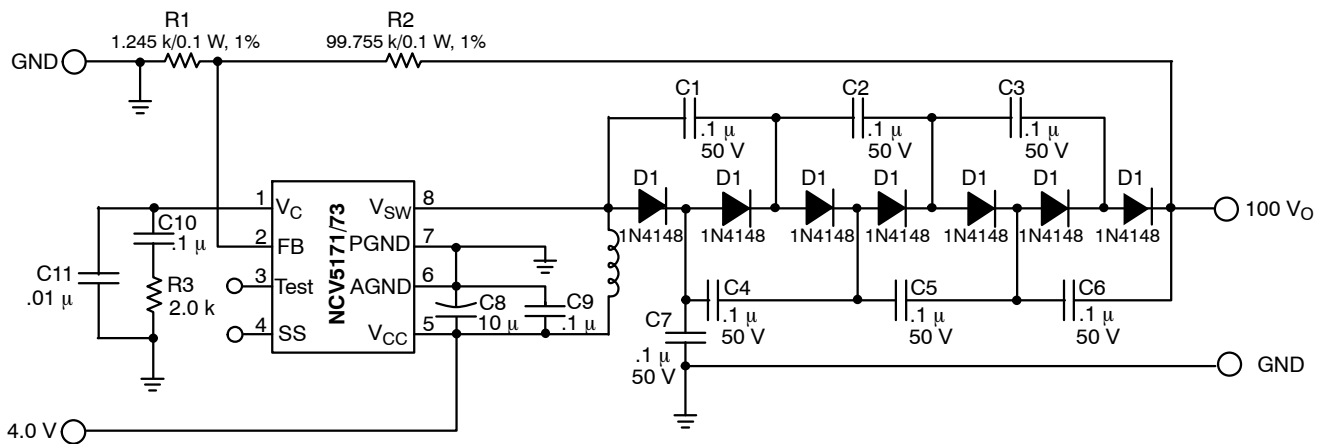 R1
1.245 k/0.1 W, 1%
R2
99.755 k/0.1 W, 1%
GND
C1
.1 μ
50 V
C2
.1 μ
50 V
C3
.1 μ
50 V
D1
D1
D1
D1
D1
D1
D1
1N4148
1N4148
1N4148
1N4148
1N4148
1N4148
1N4148
100 VO
1
VC
2
FB
3
Test
4
SS
NCV5171/73
VSW
8
PGND
7
AGND
6
VCC
5
C10
.1 μ
C11
.01 μ
R3
2.0 k
C8
10 μ
C9
.1 μ
C4
.1 μ
50 V
C5
.1 μ
50 V
C6
.1 μ
50 V
C7
.1 μ
50 V
GND
4.0 V